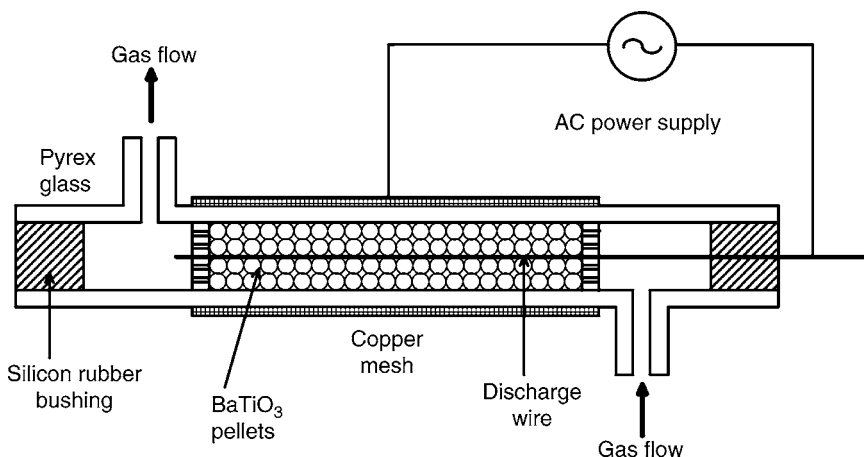 Gas flow
AC power supply
Pyrex
glass
Copper
mesh
Silicon rubber
bushing
BaTiO₃
pellets
Discharge
wire
Gas flow